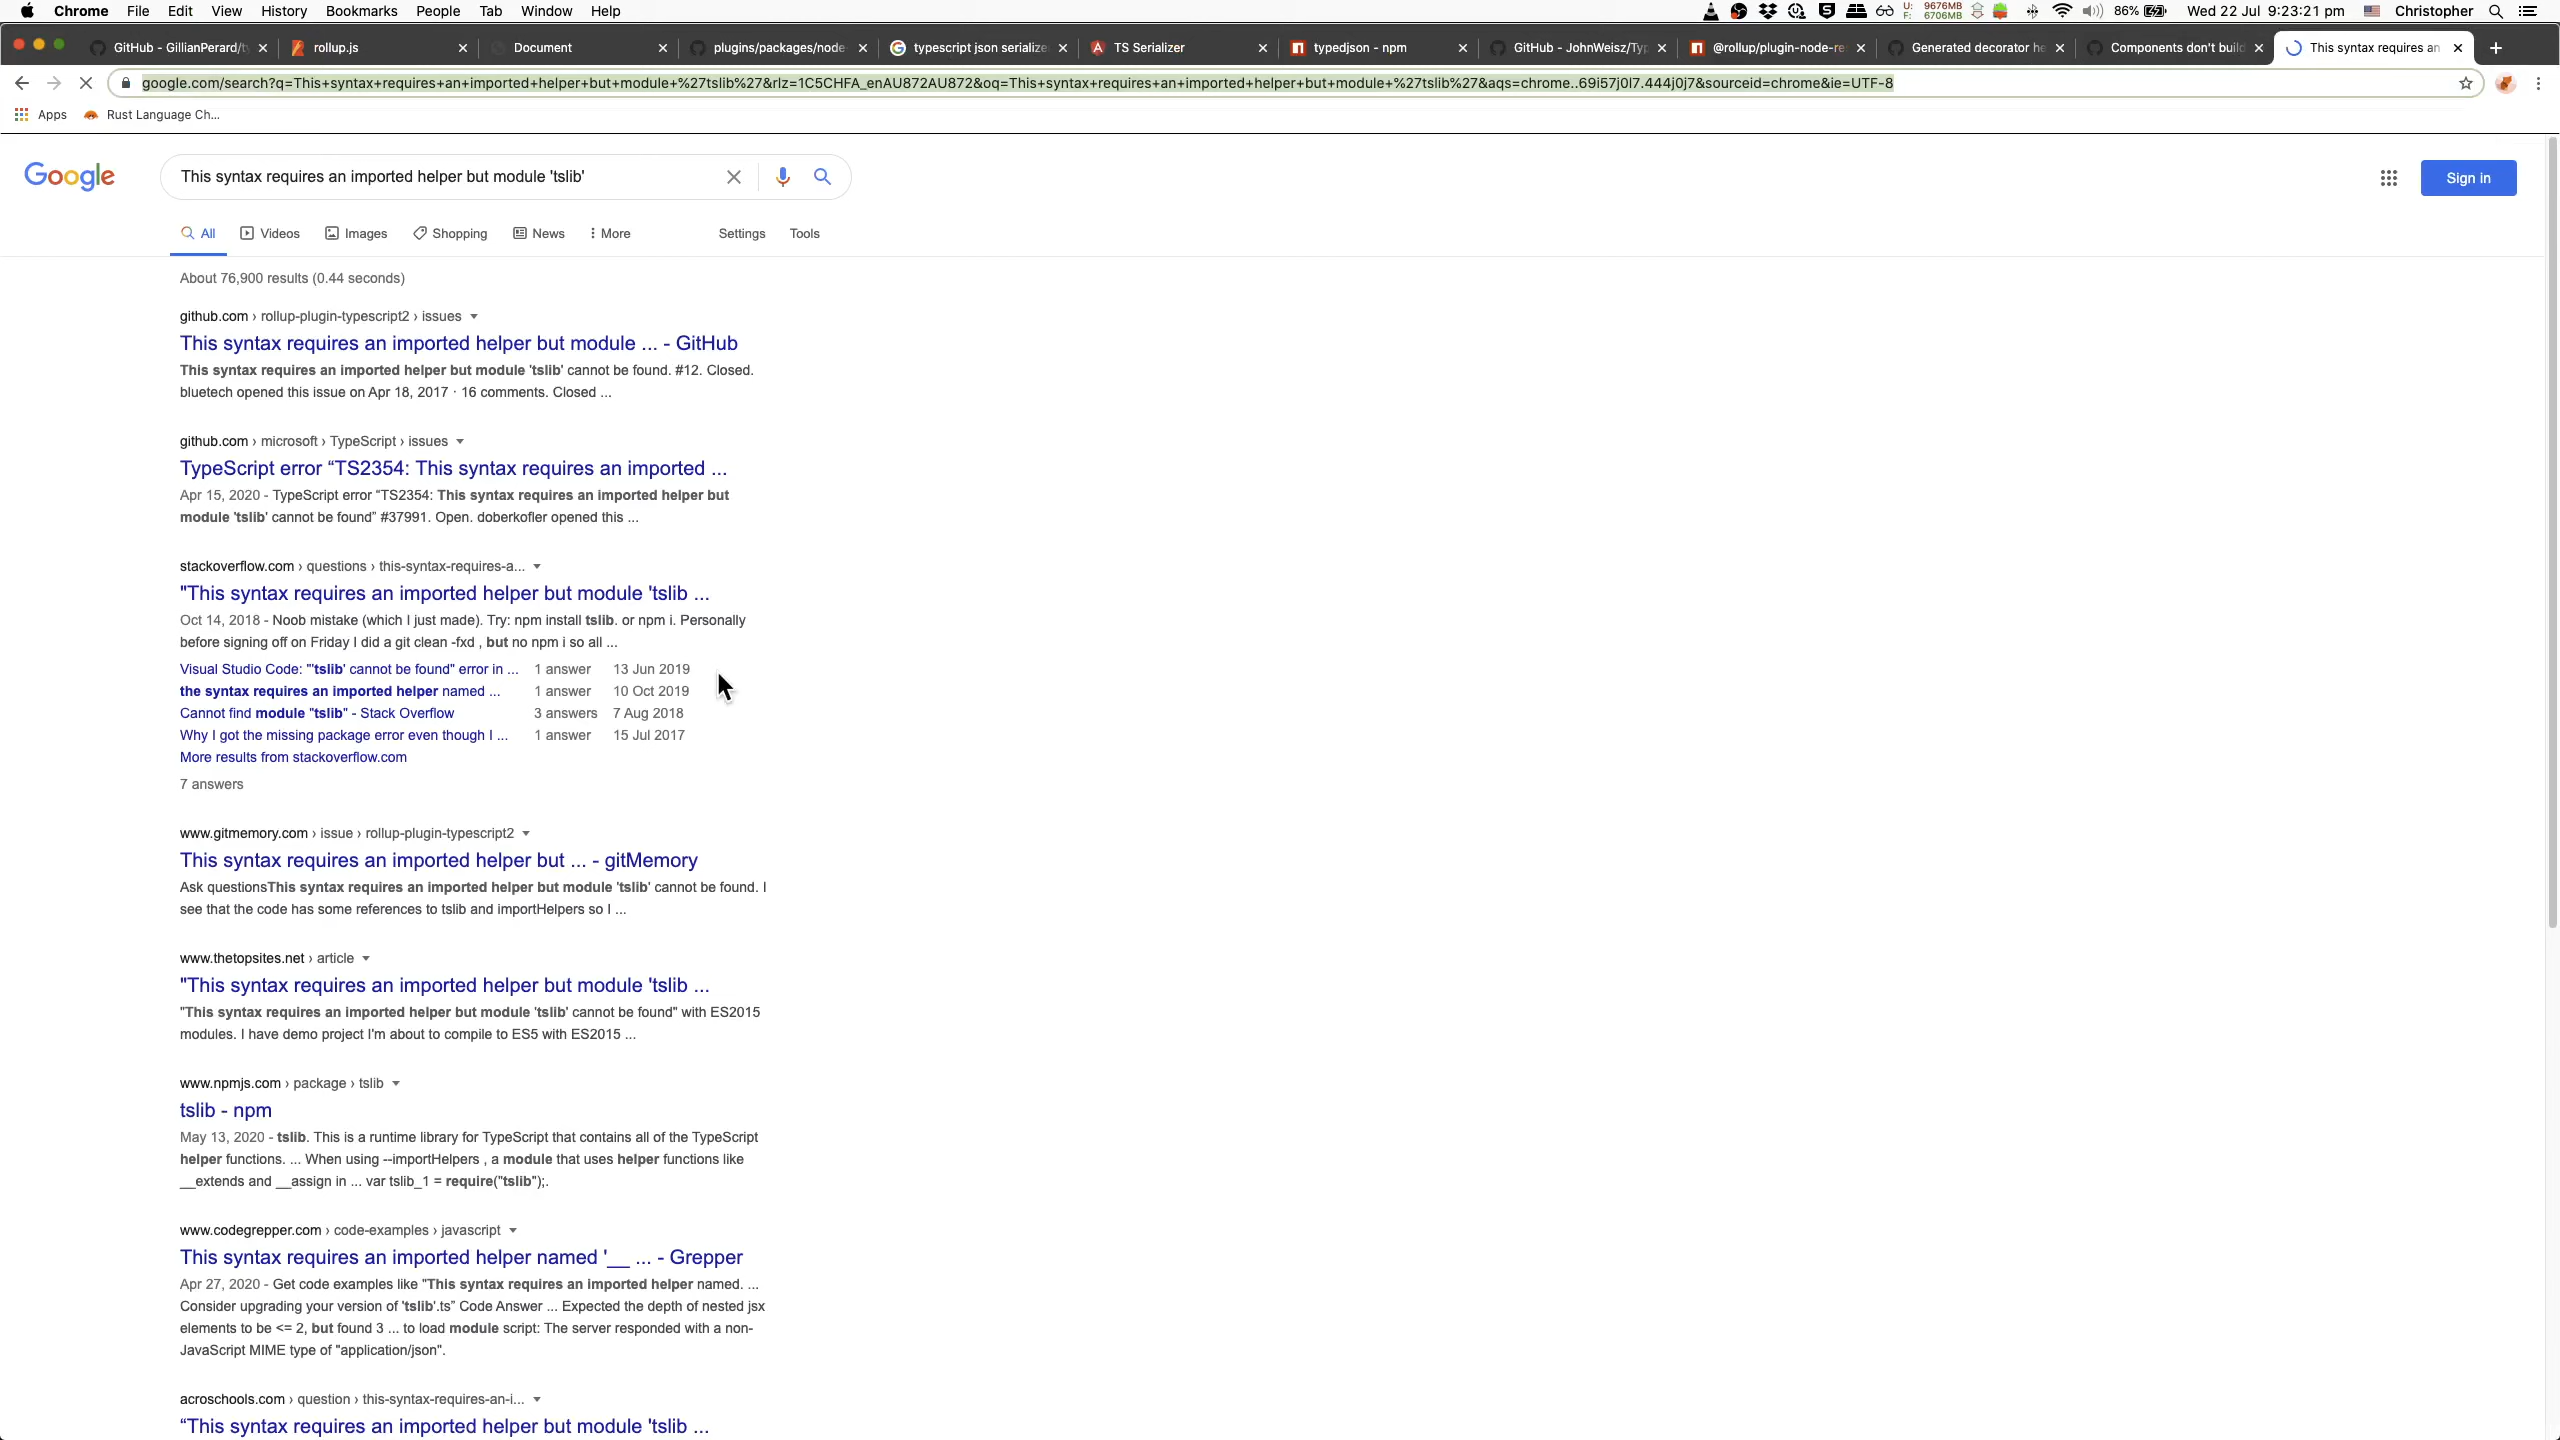 Chrome File Edit View History Bookmarks People Tab Window Help
U: 9676MB
F: 6706MB
86% Wed 22 Jul 9:23:21 pm Christopher
GitHub - GillianPerard/ty
rollup.js
Document
plugins/packages/node-
typescript json serialize
TS Serializer
typedjson - npm
GitHub - JohnWeisz/Typ
@rollup/plugin-node-re
Generated decorator he
Components don't build
This syntax requires an
google.com/search?q=This+syntax+requires+an+imported+helper+but+module+%27tslib%27&rlz=1C5CHFA_enAU872AU872&oq=This+syntax+requires+an+imported+helper+but+module+%27tslib%27&aqs=chrome..69i57j0l7.444j0j7&sourceid=chrome&ie=UTF-8
Apps Rust Language Ch...
Google
This syntax requires an imported helper but module 'tslib'
Sign in
All Videos Images Shopping News More Settings Tools
About 76,900 results (0.44 seconds)
github.com › rollup-plugin-typescript2 › issues
This syntax requires an imported helper but module ... - GitHub
This syntax requires an imported helper but module 'tslib' cannot be found. #12. Closed.
bluetech opened this issue on Apr 18, 2017 · 16 comments. Closed ...
github.com › microsoft › TypeScript › issues
TypeScript error “TS2354: This syntax requires an imported ...
Apr 15, 2020 - TypeScript error “TS2354: This syntax requires an imported helper but
module 'tslib' cannot be found” #37991. Open. doberkofler opened this ...
stackoverflow.com › questions › this-syntax-requires-a...
"This syntax requires an imported helper but module 'tslib ...
Oct 14, 2018 - Noob mistake (which I just made). Try: npm install tslib. or npm i. Personally
before signing off on Friday I did a git clean -fxd , but no npm i so all ...
Visual Studio Code: "'tslib' cannot be found" error in ... 1 answer 13 Jun 2019
the syntax requires an imported helper named ... 1 answer 10 Oct 2019
Cannot find module "tslib" - Stack Overflow 3 answers 7 Aug 2018
Why I got the missing package error even though I ... 1 answer 15 Jul 2017
More results from stackoverflow.com
7 answers
www.gitmemory.com › issue › rollup-plugin-typescript2
This syntax requires an imported helper but ... - gitMemory
Ask questionsThis syntax requires an imported helper but module 'tslib' cannot be found. I
see that the code has some references to tslib and importHelpers so I ...
www.thetopsites.net › article
"This syntax requires an imported helper but module 'tslib ...
"This syntax requires an imported helper but module 'tslib' cannot be found" with ES2015
modules. I have demo project I'm about to compile to ES5 with ES2015 ...
www.npmjs.com › package › tslib
tslib - npm
May 13, 2020 - tslib. This is a runtime library for TypeScript that contains all of the TypeScript
helper functions. ... When using --importHelpers , a module that uses helper functions like
__extends and __assign in ... var tslib_1 = require("tslib");.
www.codegrepper.com › code-examples › javascript
This syntax requires an imported helper named '__ ... - Grepper
Apr 27, 2020 - Get code examples like "This syntax requires an imported helper named. ...
Consider upgrading your version of 'tslib'.ts” Code Answer ... Expected the depth of nested jsx
elements to be <= 2, but found 3 ... to load module script: The server responded with a non-
JavaScript MIME type of "application/json".
acroschools.com › question › this-syntax-requires-an-i...
“This syntax requires an imported helper but module 'tslib ...